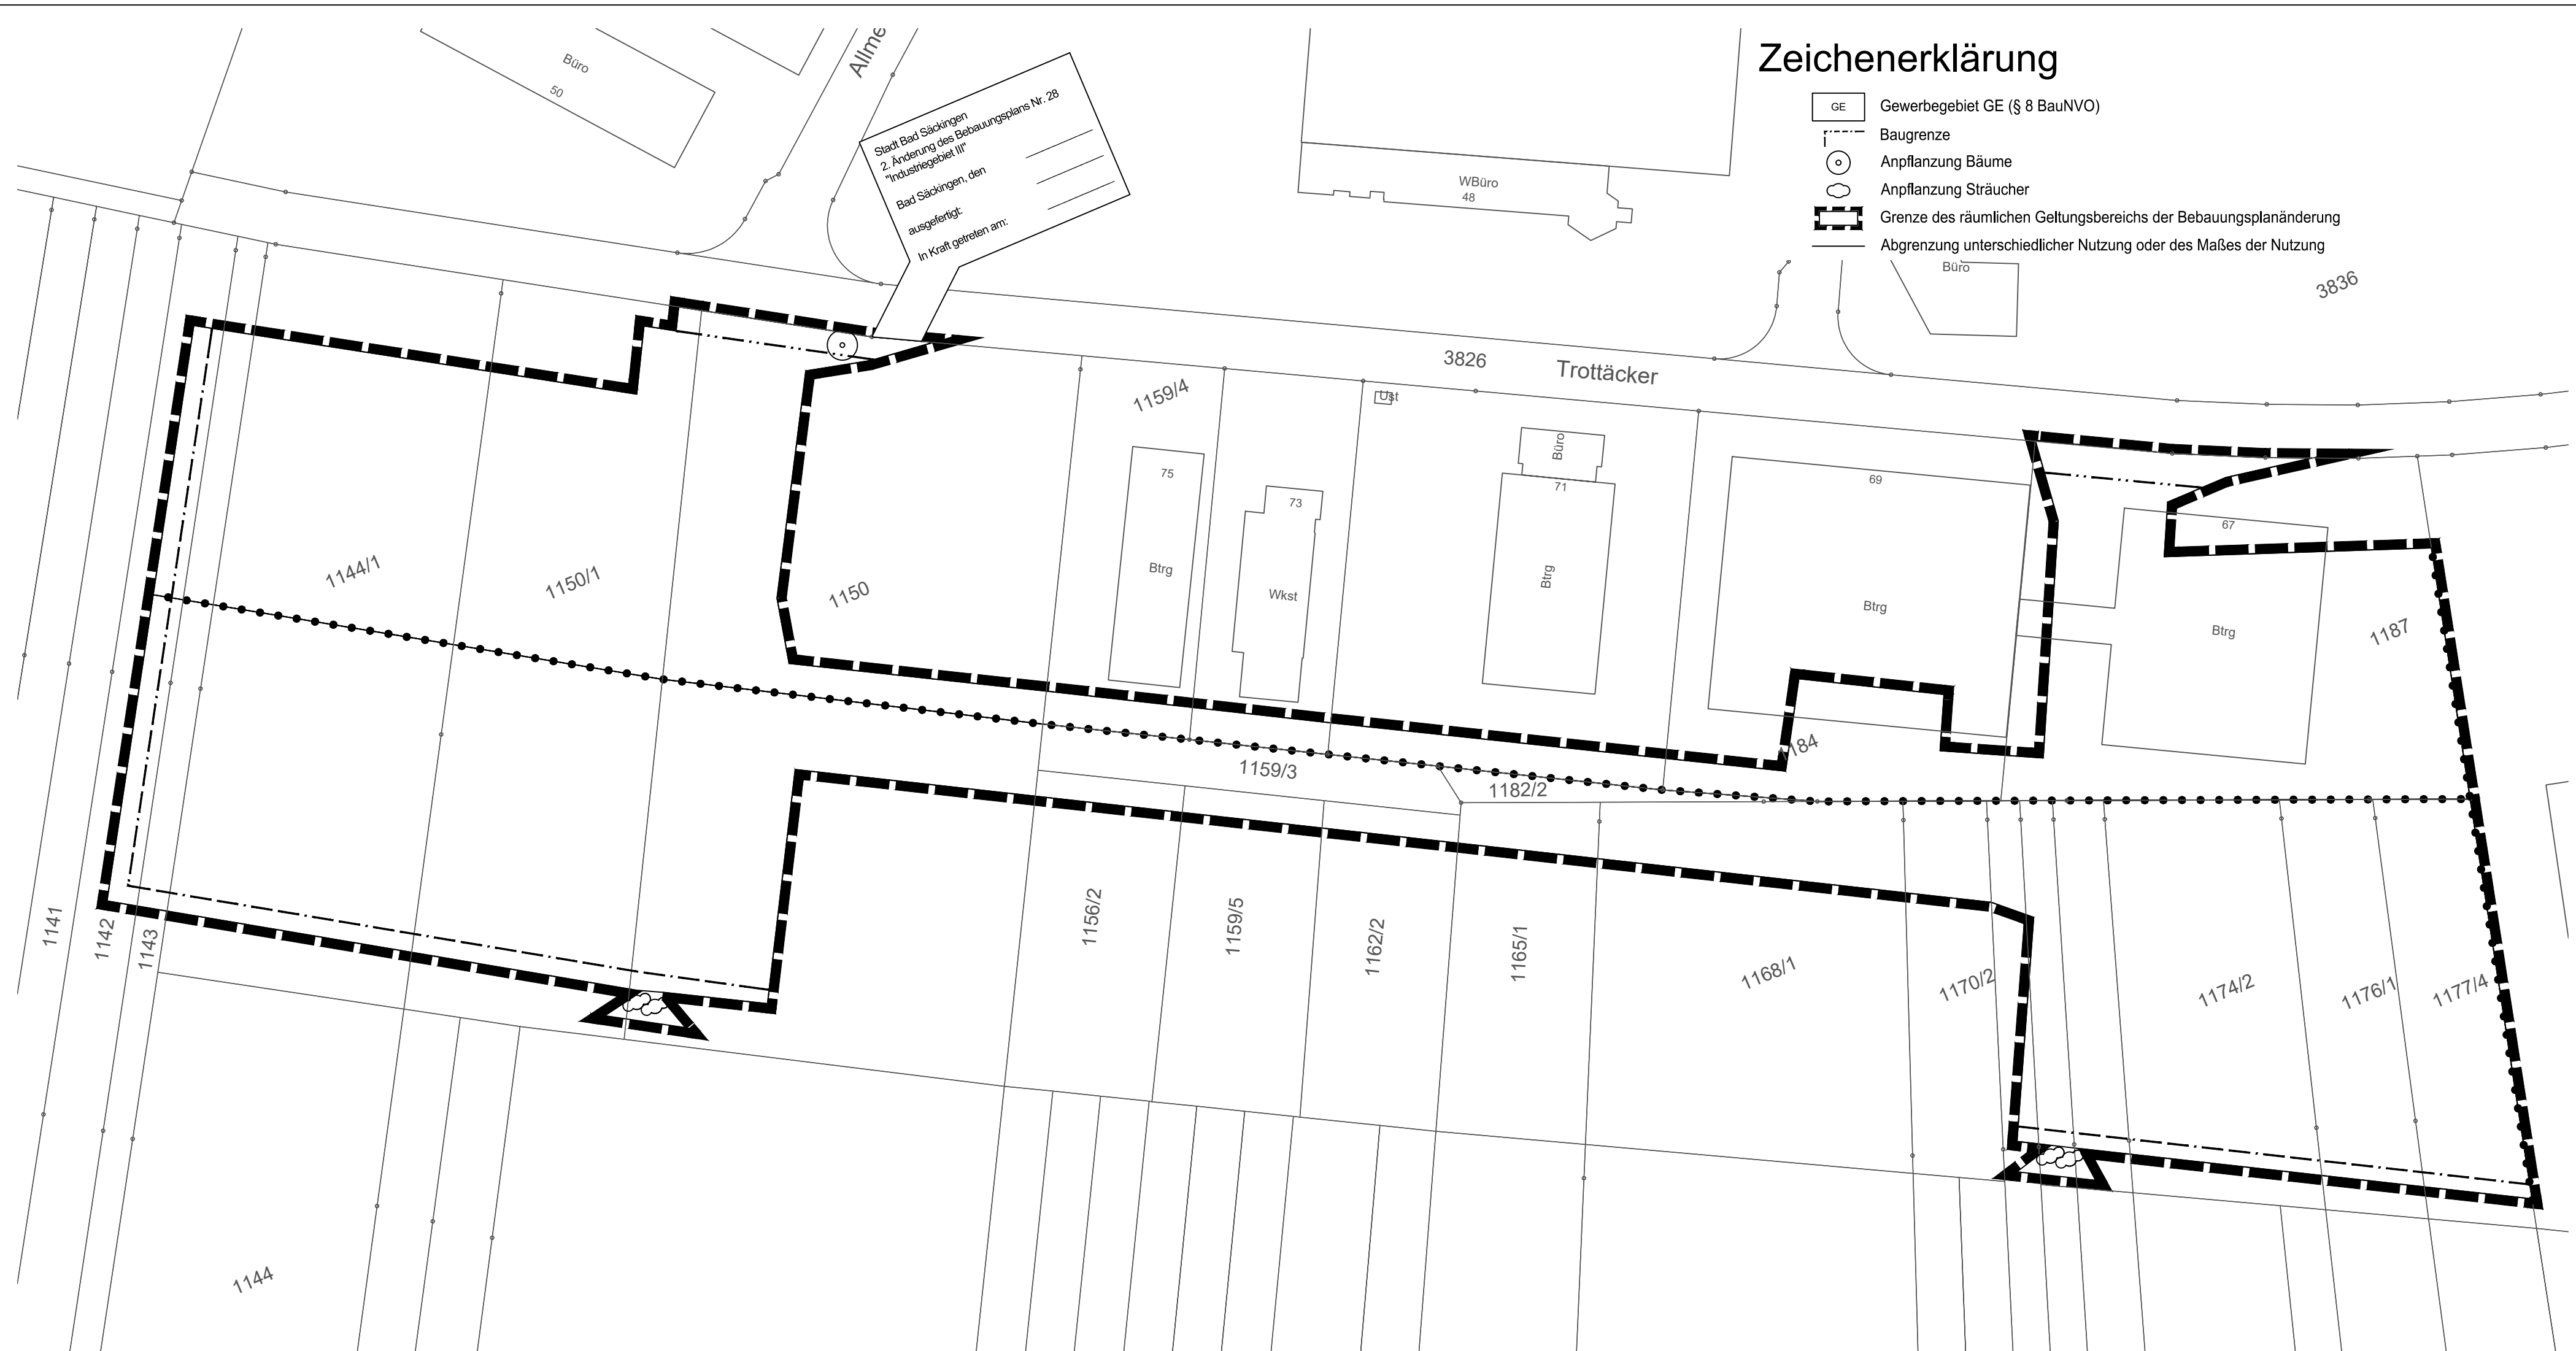 Zeichenerklärung
GE
Gewerbegebiet GE (§ 8 BauNVO)
Baugrenze
Anpflanzung Bäume
Anpflanzung Sträucher
Grenze des räumlichen Geltungsbereichs der Bebauungsplanänderung
Abgrenzung unterschiedlicher Nutzung oder des Maßes der Nutzung
Büro
50
Allme
Stadt Bad Säckingen
2. Änderung des Bebauungsplans Nr. 28
"Industriegebiet III"
Bad Säckingen, den
ausgefertigt:
In Kraft getreten am:
WBüro
48
Büro
3836
3826
Trottäcker
1159/4
Ust
75
Btrg
73
Wkst
Büro
71
Btrg
69
Btrg
67
Btrg
1187
1144/1
1150/1
1150
1184
1159/3
1182/2
1141
1142
1143
1156/2
1159/5
1162/2
1165/1
1168/1
1170/2
1174/2
1176/1
1177/4
1144